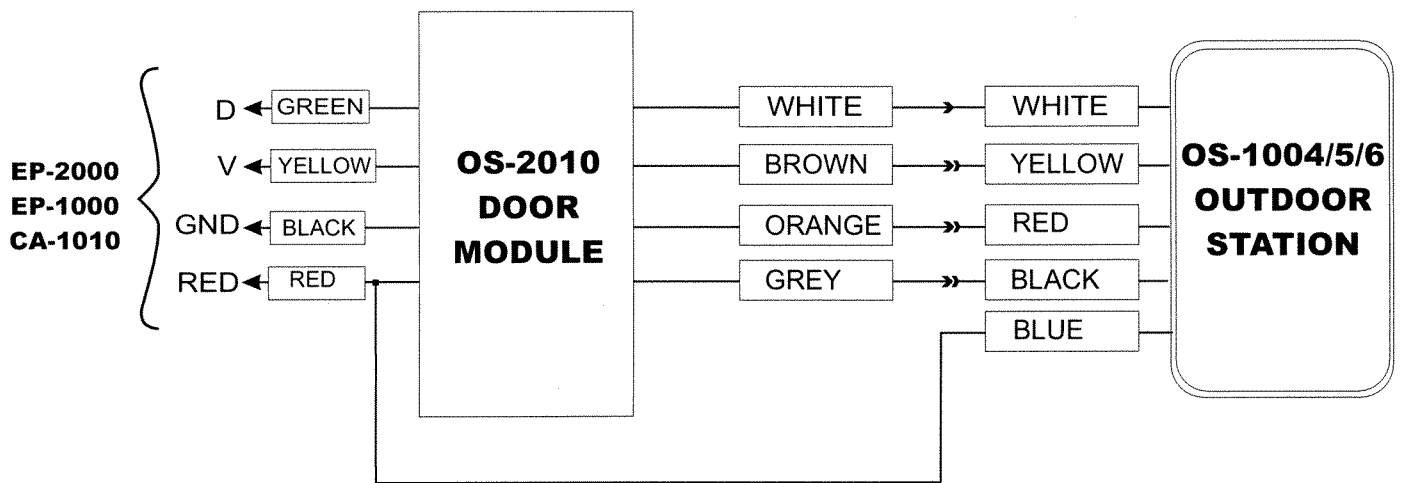 EP-2000
EP-1000
CA-1010
D
GREEN
V
YELLOW
GND
BLACK
RED
RED
OS-2010
DOOR
MODULE
WHITE
WHITE
BROWN
YELLOW
ORANGE
RED
GREY
BLACK
BLUE
OS-1004/5/6
OUTDOOR
STATION